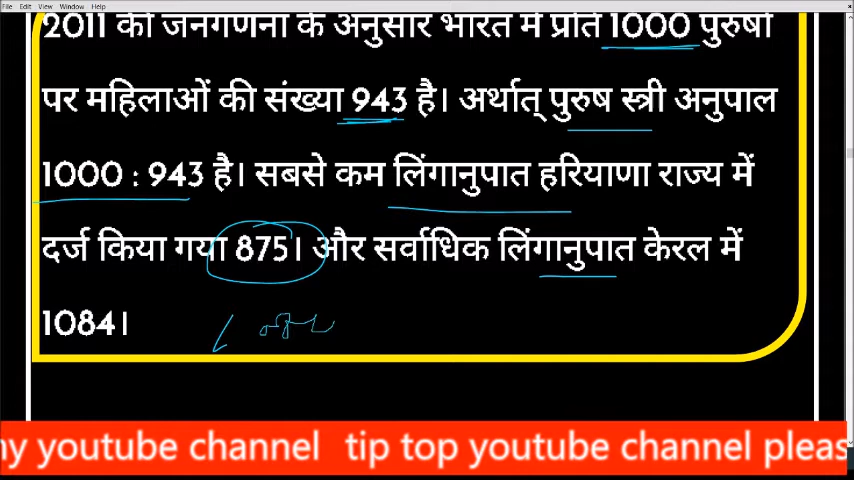 File Edit View Window Help
2011 की जनगणना के अनुसार भारत में प्रति 1000 पुरुषों
पर महिलाओं की संख्या 943 है। अर्थात् पुरुष स्त्री अनुपाल
1000 : 943 है। सबसे कम लिंगानुपात हरियाणा राज्य में
दर्ज किया गया 875। और सर्वाधिक लिंगानुपात केरल में
1084।
ny youtube channel tip top youtube channel pleas